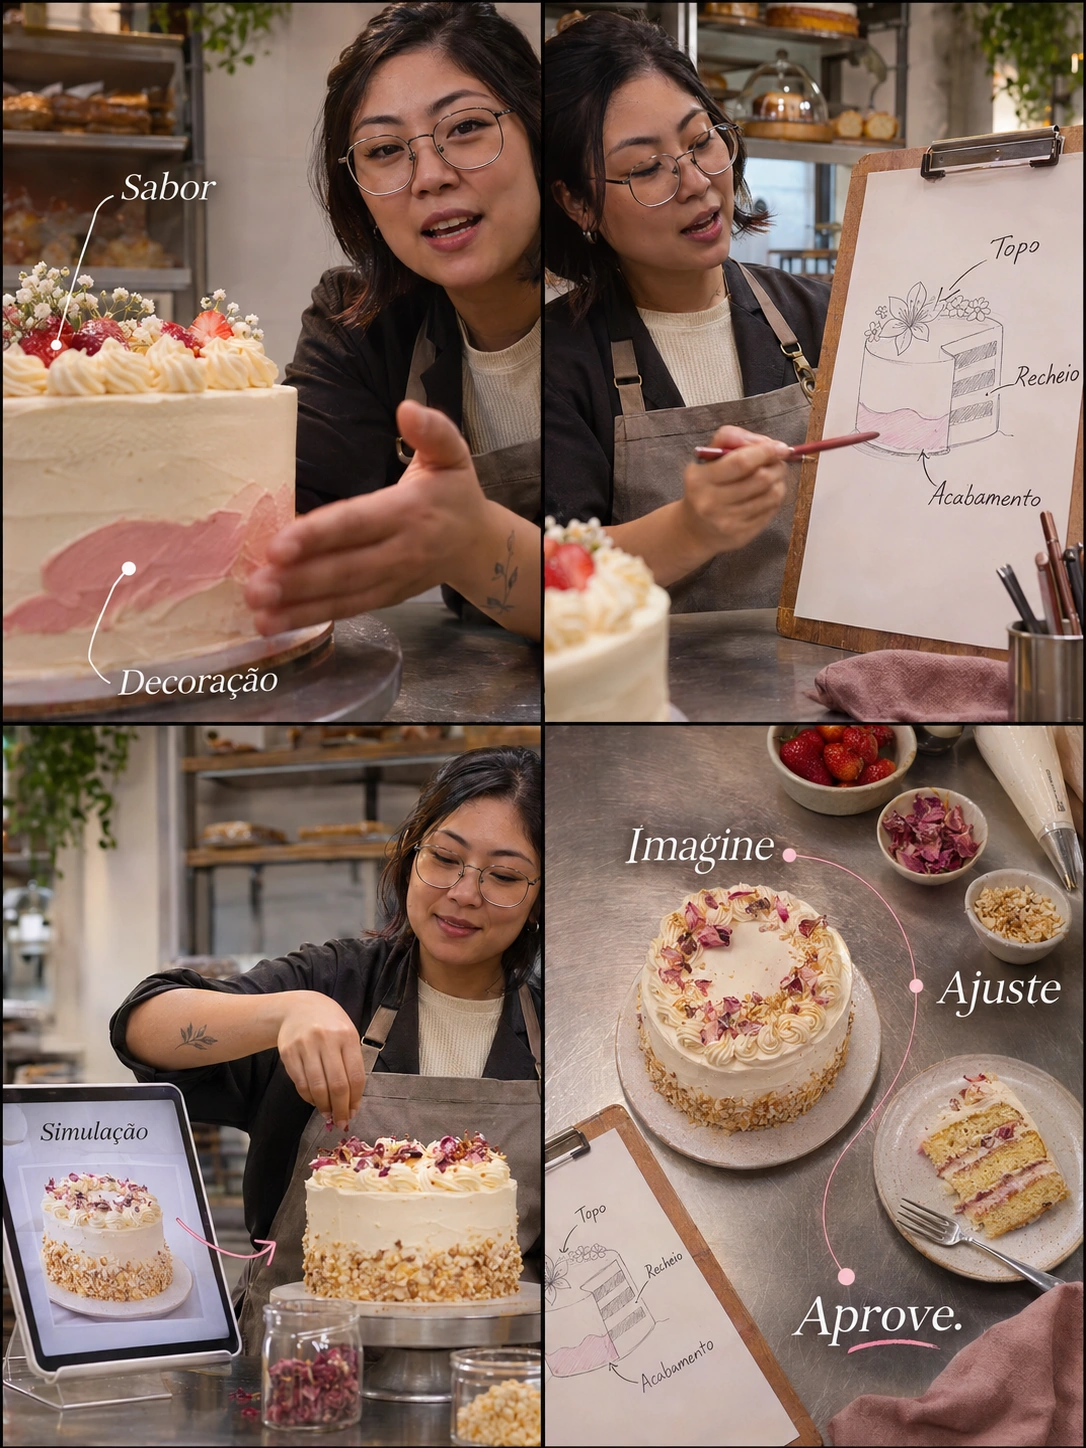 Sabor
Decoração
Topo
Recheio
Acabamento
Simulação
Imagine
Ajuste
Aprove.
Topo
Recheio
Acabamento